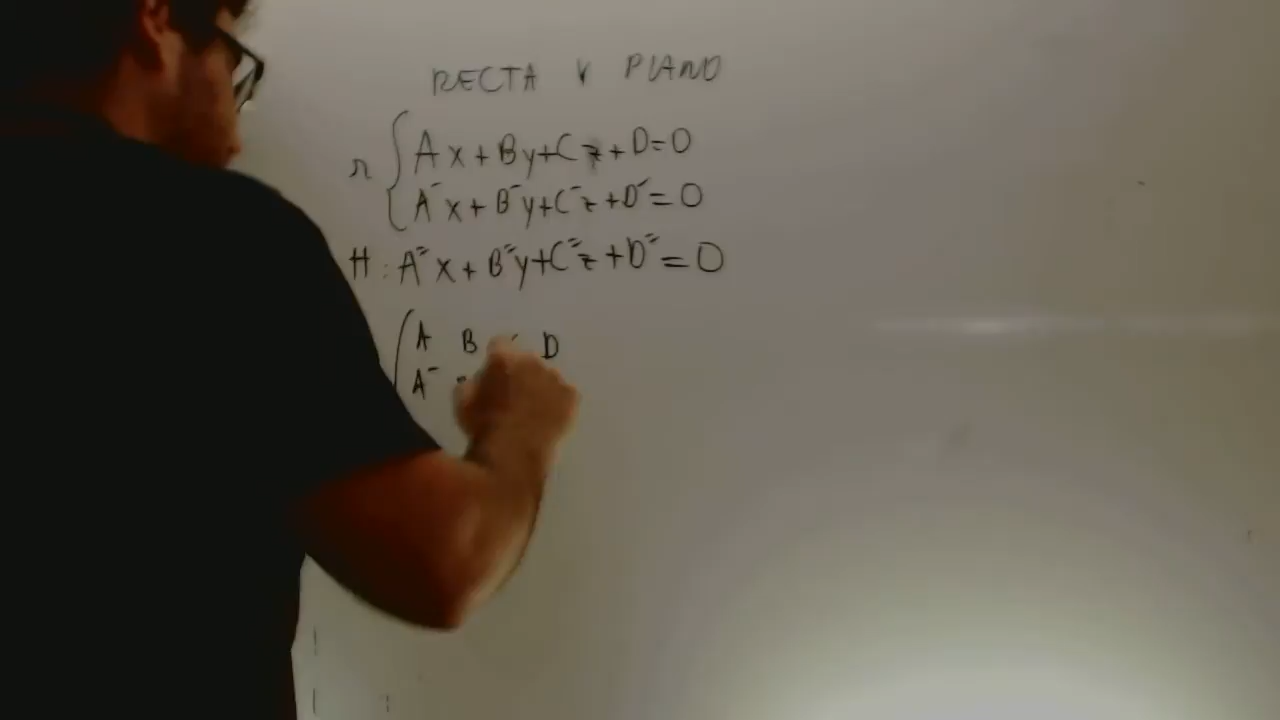 RECTA Y PLANO
r { Ax + By + Cz + D = 0
A'x + B'y + C'z + D' = 0
π : A''x + B''y + C''z + D'' = 0
( A B D
A'